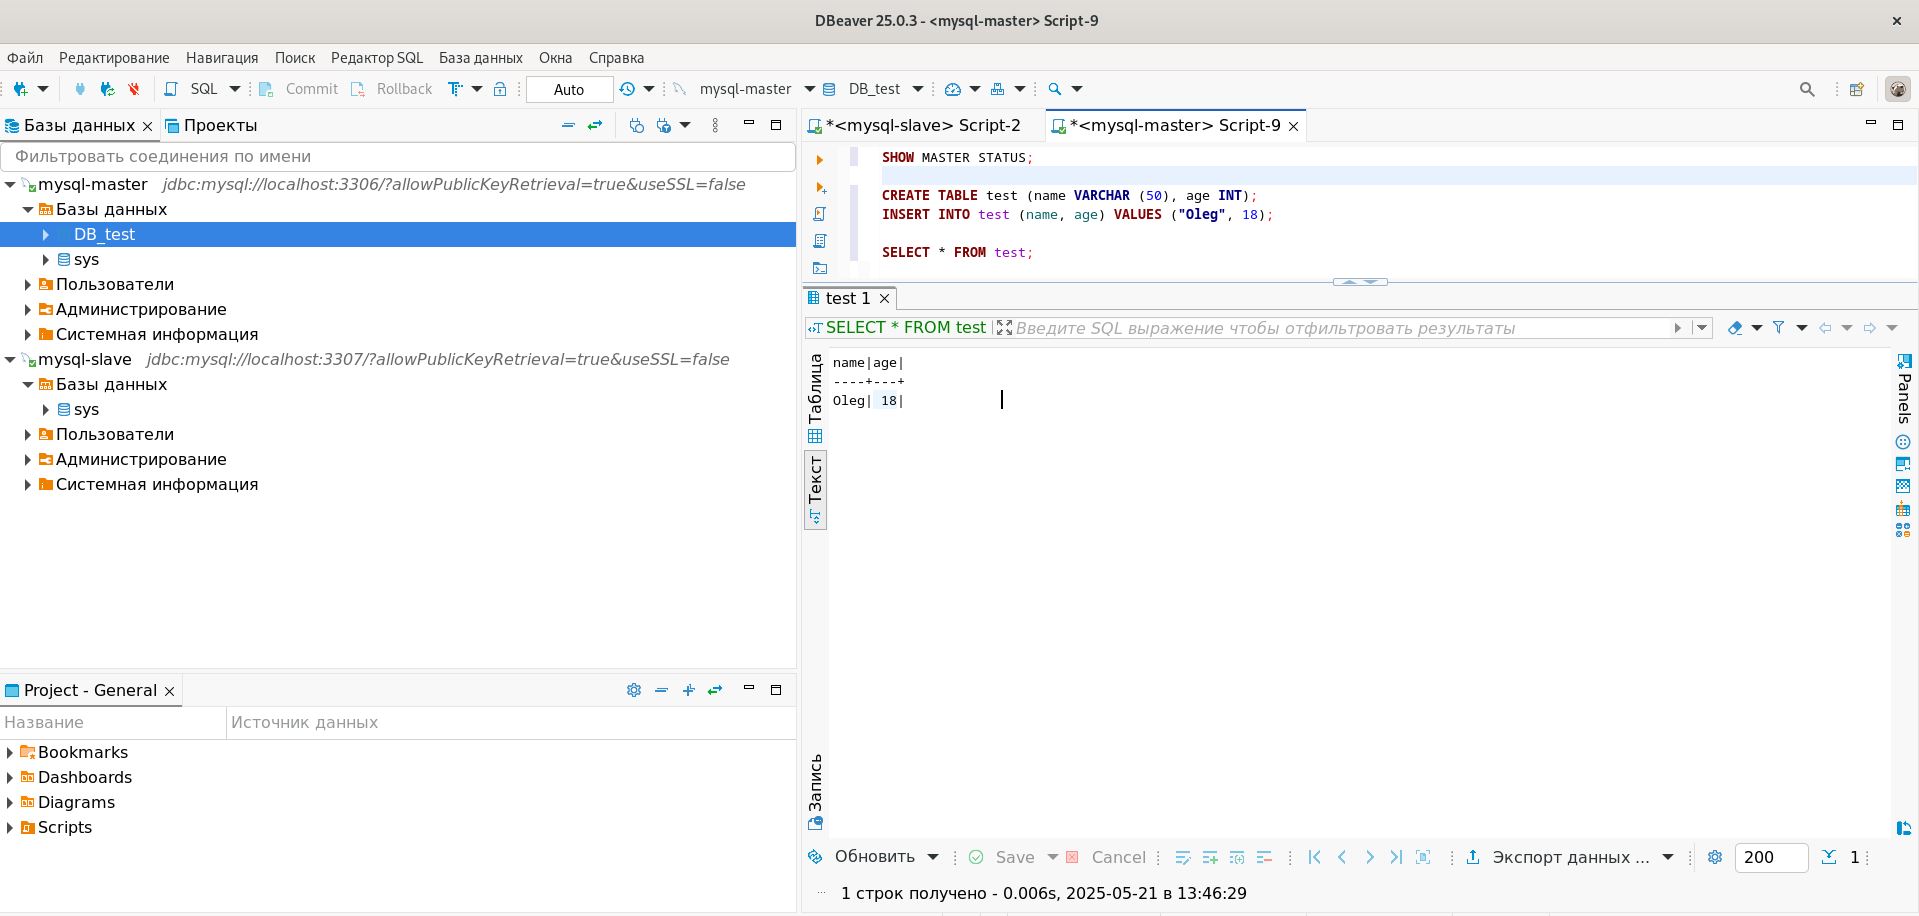 DBeaver 25.0.3 - <mysql-master> Script-9
Файл Редактирование Навигация Поиск Редактор SQL База данных Окна Справка
SQL Commit Rollback Auto mysql-master DB_test
Базы данных Проекты
Фильтровать соединения по имени
mysql-master jdbc:mysql://localhost:3306/?allowPublicKeyRetrieval=true&useSSL=false
Базы данных
DB_test
sys
Пользователи
Администрирование
Системная информация
mysql-slave jdbc:mysql://localhost:3307/?allowPublicKeyRetrieval=true&useSSL=false
Базы данных
sys
Пользователи
Администрирование
Системная информация
Project - General
Название Источник данных
Bookmarks
Dashboards
Diagrams
Scripts
*<mysql-slave> Script-2 *<mysql-master> Script-9
SHOW MASTER STATUS;
CREATE TABLE test (name VARCHAR (50), age INT);
INSERT INTO test (name, age) VALUES ("Oleg", 18);
SELECT * FROM test;
test 1
SELECT * FROM test Введите SQL выражение чтобы отфильтровать результаты
Таблица
Текст
Запись
name|age|
----+---+
Oleg| 18|
Panels
Обновить Save Cancel Экспорт данных ... 200 1
1 строк получено - 0.006s, 2025-05-21 в 13:46:29